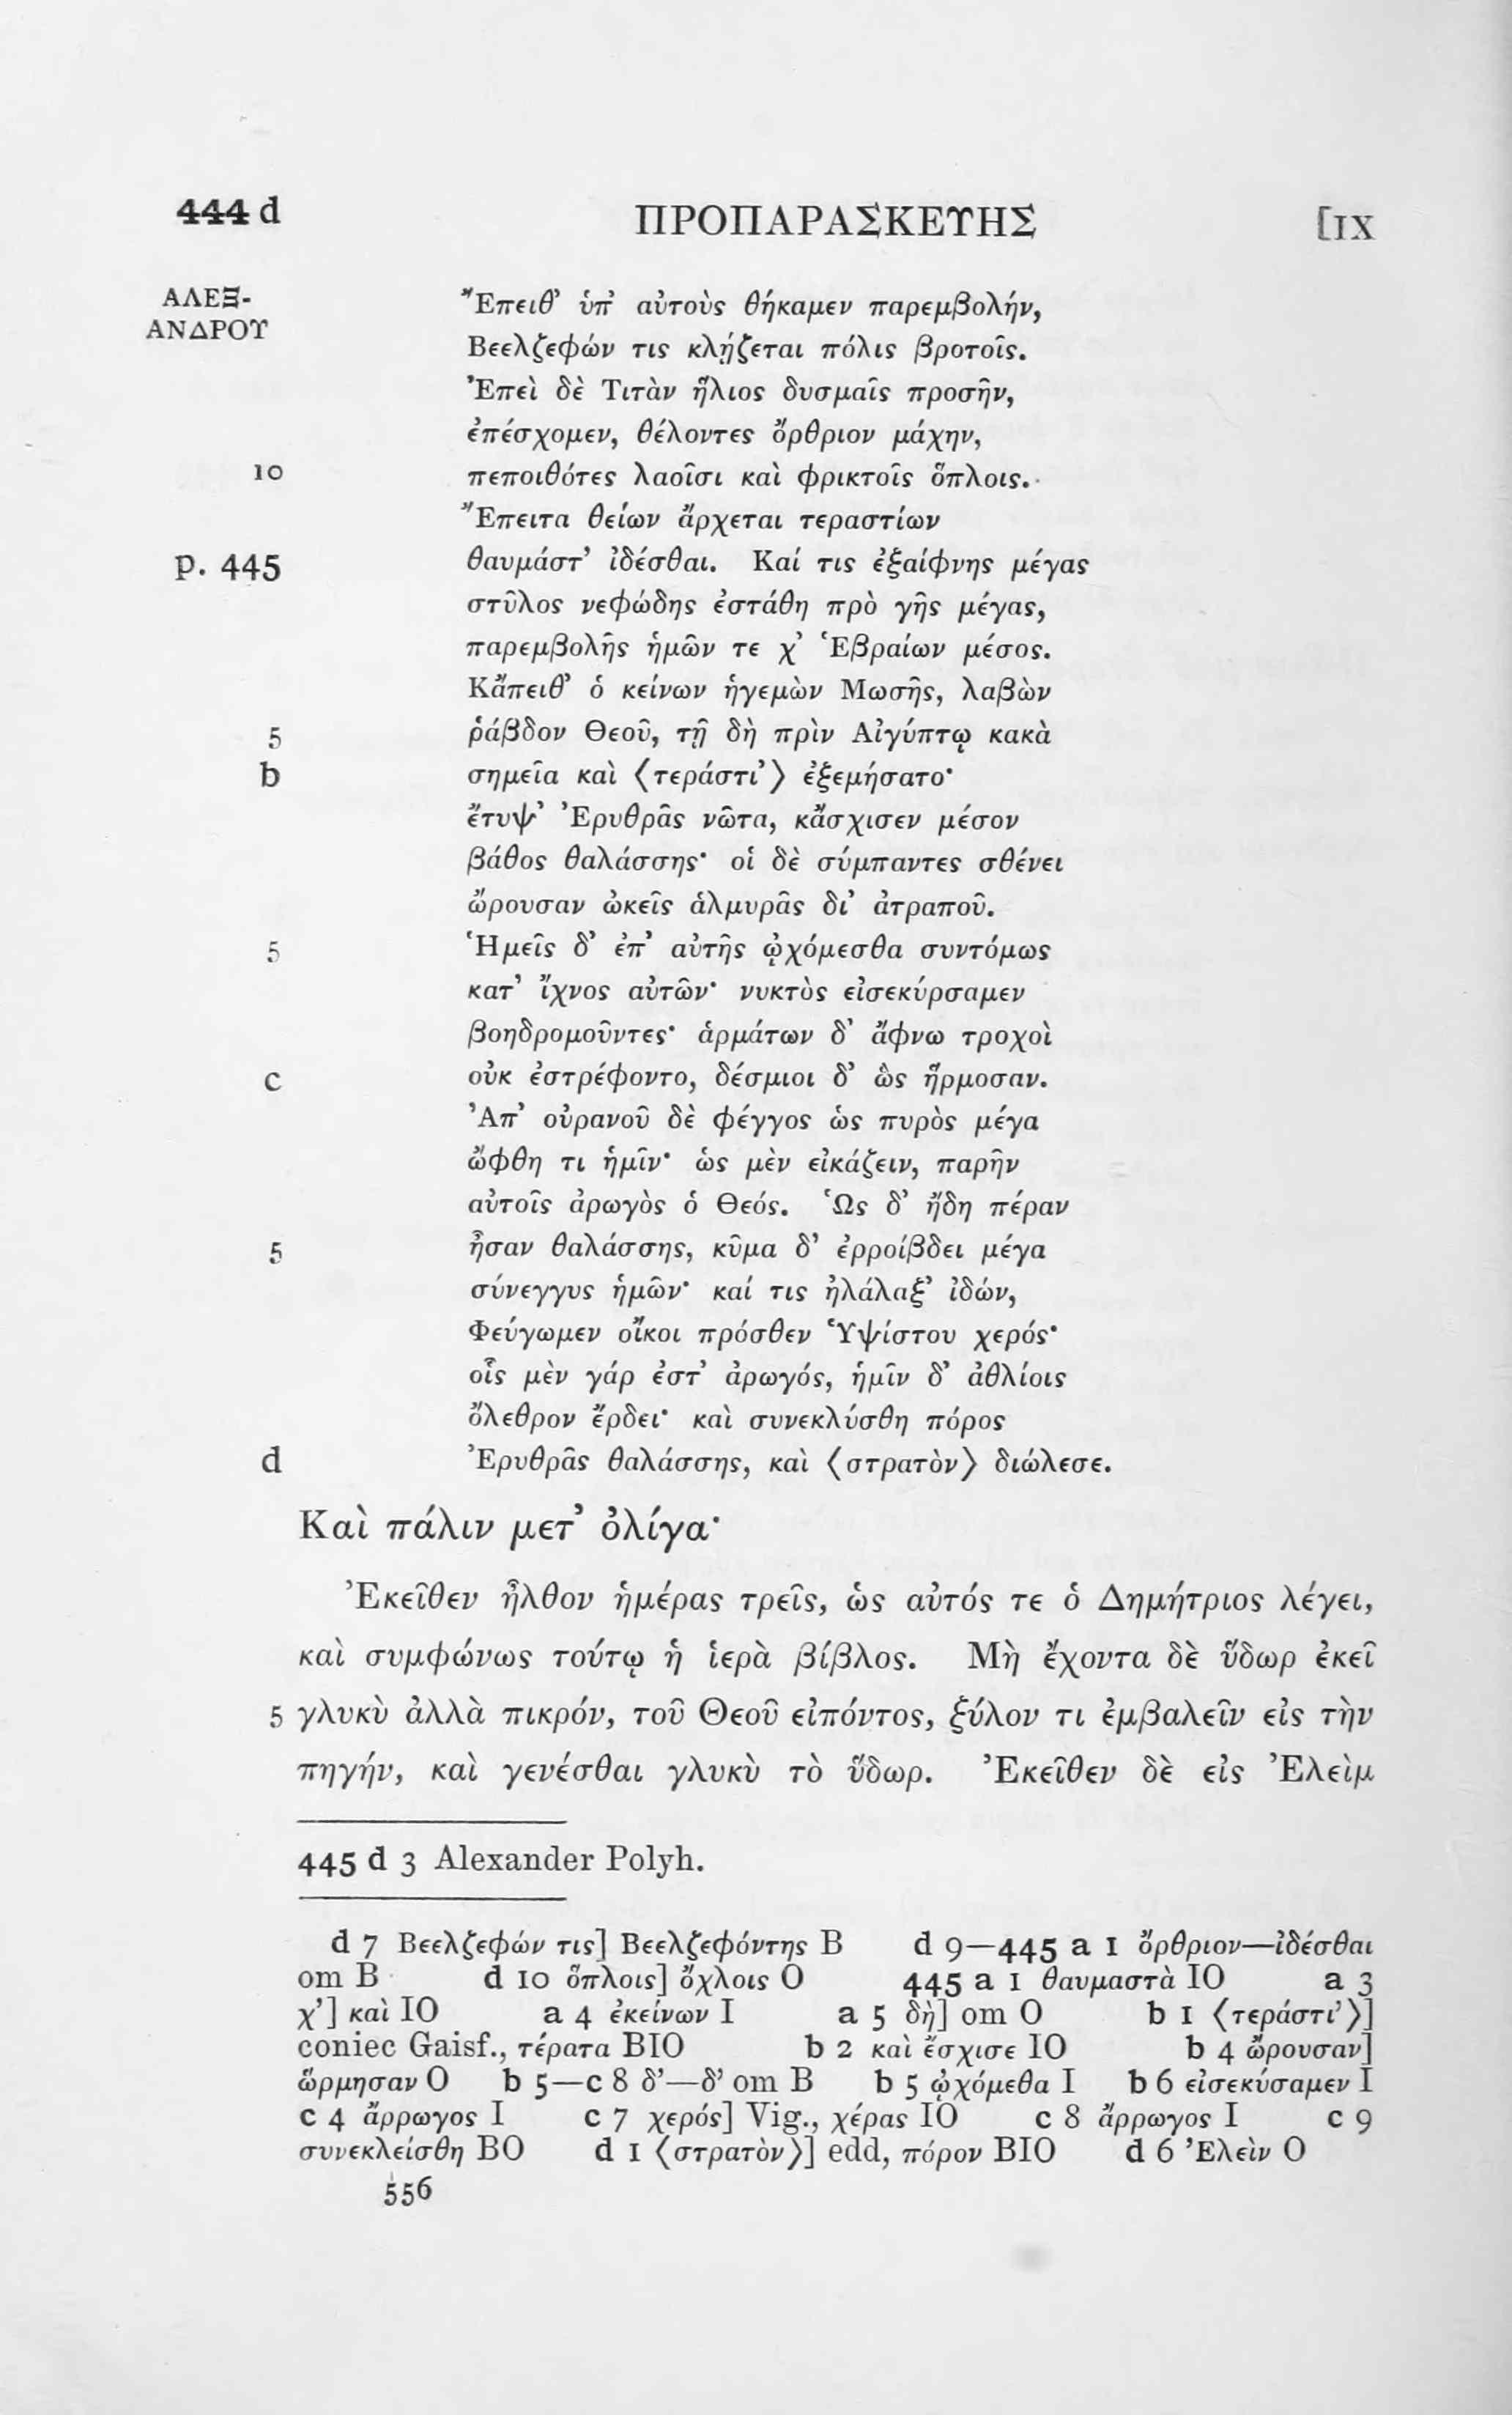 444 d ΠΡΟΠΑΡΑΣΚΕΥΗΣ [IX
ΑΛΕΞ- Ἔπειθ’ ὑπ’ αὐτοὺς θήκαμεν παρεμβολήν,
ΑΝΔΡΟΥ
Βεελζεφών τις κλῄζεται πόλις βροτοῖς.
Ἐπεὶ δὲ Τιτὰν ἥλιος δυσμαῖς προσῆν,
ἐπέσχομεν, θέλοντες ὄρθριον μάχην,
10 πεποιθότες λαοῖσι καὶ φρικτοῖς ὅπλοις.
Ἔπειτα θείων ἄρχεται τεραστίων
p. 445 θαυμάστ’ ἰδέσθαι. Καί τις ἐξαίφνης μέγας
στῦλος νεφώδης ἐστάθη πρὸ γῆς μέγας,
παρεμβολῆς ἡμῶν τε χ’ Ἑβραίων μέσος.
Κἄπειθ’ ὁ κείνων ἡγεμὼν Μωσῆς, λαβὼν
5 ῥάβδον Θεοῦ, τῇ δὴ πρὶν Αἰγύπτῳ κακὰ
b σημεῖα καὶ ⟨τεράστι’⟩ ἐξεμήσατο·
ἔτυψ’ Ἐρυθρᾶς νῶτα, κἄσχισεν μέσον
βάθος θαλάσσης· οἱ δὲ σύμπαντες σθένει
ὤρουσαν ὠκεῖς ἁλμυρᾶς δι’ ἀτραποῦ.
5 Ἡμεῖς δ’ ἐπ’ αὐτῆς ᾠχόμεσθα συντόμως
κατ’ ἴχνος αὐτῶν· νυκτὸς εἰσεκύρσαμεν
βοηδρομοῦντες· ἁρμάτων δ’ ἄφνω τροχοὶ
c οὐκ ἐστρέφοντο, δέσμιοι δ’ ὣς ἥρμοσαν.
Ἀπ’ οὐρανοῦ δὲ φέγγος ὡς πυρὸς μέγα
ὤφθη τι ἡμῖν· ὡς μὲν εἰκάζειν, παρῆν
αὐτοῖς ἀρωγὸς ὁ Θεός. Ὡς δ’ ἤδη πέραν
5 ἦσαν θαλάσσης, κῦμα δ’ ἐρροίβδει μέγα
σύνεγγυς ἡμῶν· καί τις ἠλάλαξ’ ἰδών,
Φεύγωμεν οἴκοι πρόσθεν Ὑψίστου χερός·
οἷς μὲν γάρ ἐστ’ ἀρωγός, ἡμῖν δ’ ἀθλίοις
ὄλεθρον ἔρδει· καὶ συνεκλύσθη πόρος
d Ἐρυθρᾶς θαλάσσης, καὶ ⟨στρατὸν⟩ διώλεσε.
Καὶ πάλιν μετ’ ὀλίγα·
Ἐκεῖθεν ἦλθον ἡμέρας τρεῖς, ὡς αὐτός τε ὁ Δημήτριος λέγει,
καὶ συμφώνως τούτῳ ἡ ἱερὰ βίβλος. Μὴ ἔχοντα δὲ ὕδωρ ἐκεῖ
5 γλυκὺ ἀλλὰ πικρόν, τοῦ Θεοῦ εἰπόντος, ξύλον τι ἐμβαλεῖν εἰς τὴν
πηγήν, καὶ γενέσθαι γλυκὺ τὸ ὕδωρ. Ἐκεῖθεν δὲ εἰς Ἐλεὶμ
445 d 3 Alexander Polyh.
d 7 Βεελζεφών τις] Βεελζεφόντης B d 9—445 a 1 ὄρθριον—ἰδέσθαι
om B d 10 ὅπλοις] ὄχλοις O 445 a 1 θαυμαστὰ IO a 3
χ’] καὶ IO a 4 ἐκείνων I a 5 δὴ] om O b 1 ⟨τεράστι’⟩]
coniec Gaisf., τέρατα BIO b 2 καὶ ἔσχισε IO b 4 ὤρουσαν]
ὥρμησαν O b 5—c 8 δ’—δ’ om B b 5 ᾠχόμεθα I b 6 εἰσεκύσαμεν I
c 4 ἄρρωγος I c 7 χερός] Vig., χέρας IO c 8 ἄρρωγος I c 9
συνεκλείσθη BO d 1 ⟨στρατὸν⟩] edd, πόρον BIO d 6 Ἐλεὶν O
556